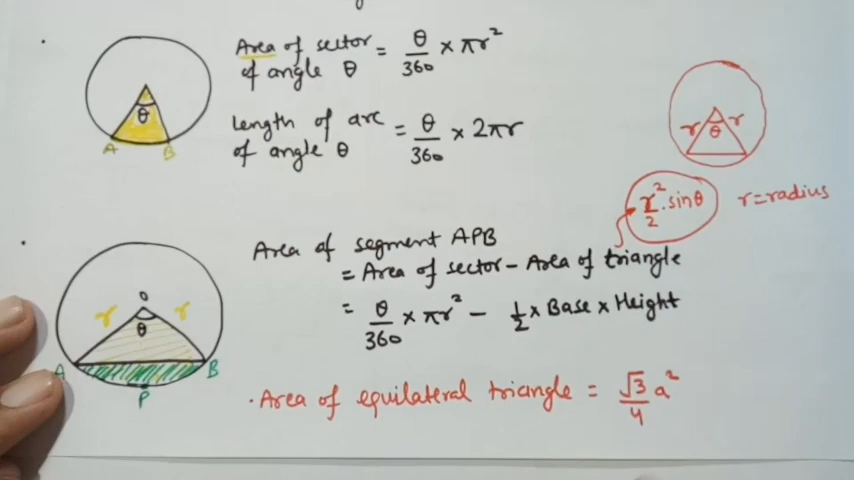 Area of sector of angle θ = θ/360 × πr²
θ
A B
Length of arc of angle θ = θ/360 × 2πr
r r
θ
r²/2 . sinθ
r=radius
Area of segment APB
= Area of sector - Area of triangle
= θ/360 × πr² - 1/2 × Base × Height
O
r r
θ
A B
P
. Area of equilateral triangle = √3/4 a²